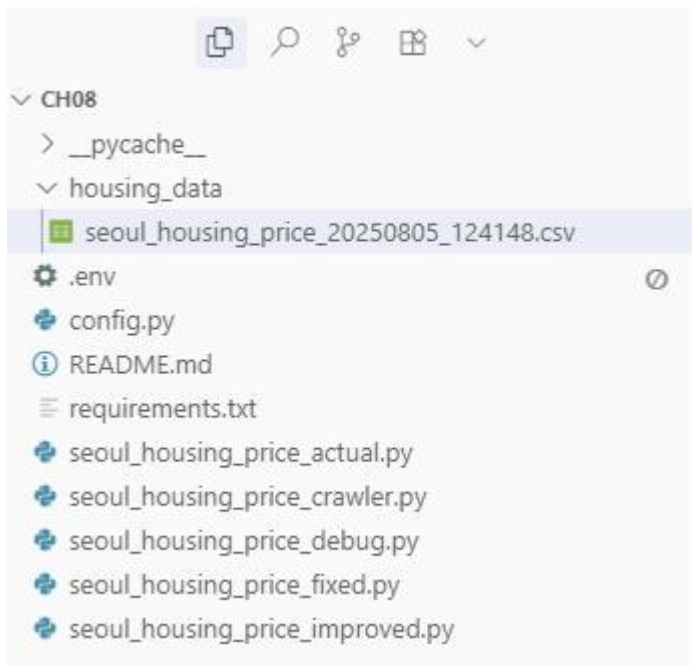 CH08
__pycache__
housing_data
seoul_housing_price_20250805_124148.csv
.env
config.py
README.md
requirements.txt
seoul_housing_price_actual.py
seoul_housing_price_crawler.py
seoul_housing_price_debug.py
seoul_housing_price_fixed.py
seoul_housing_price_improved.py